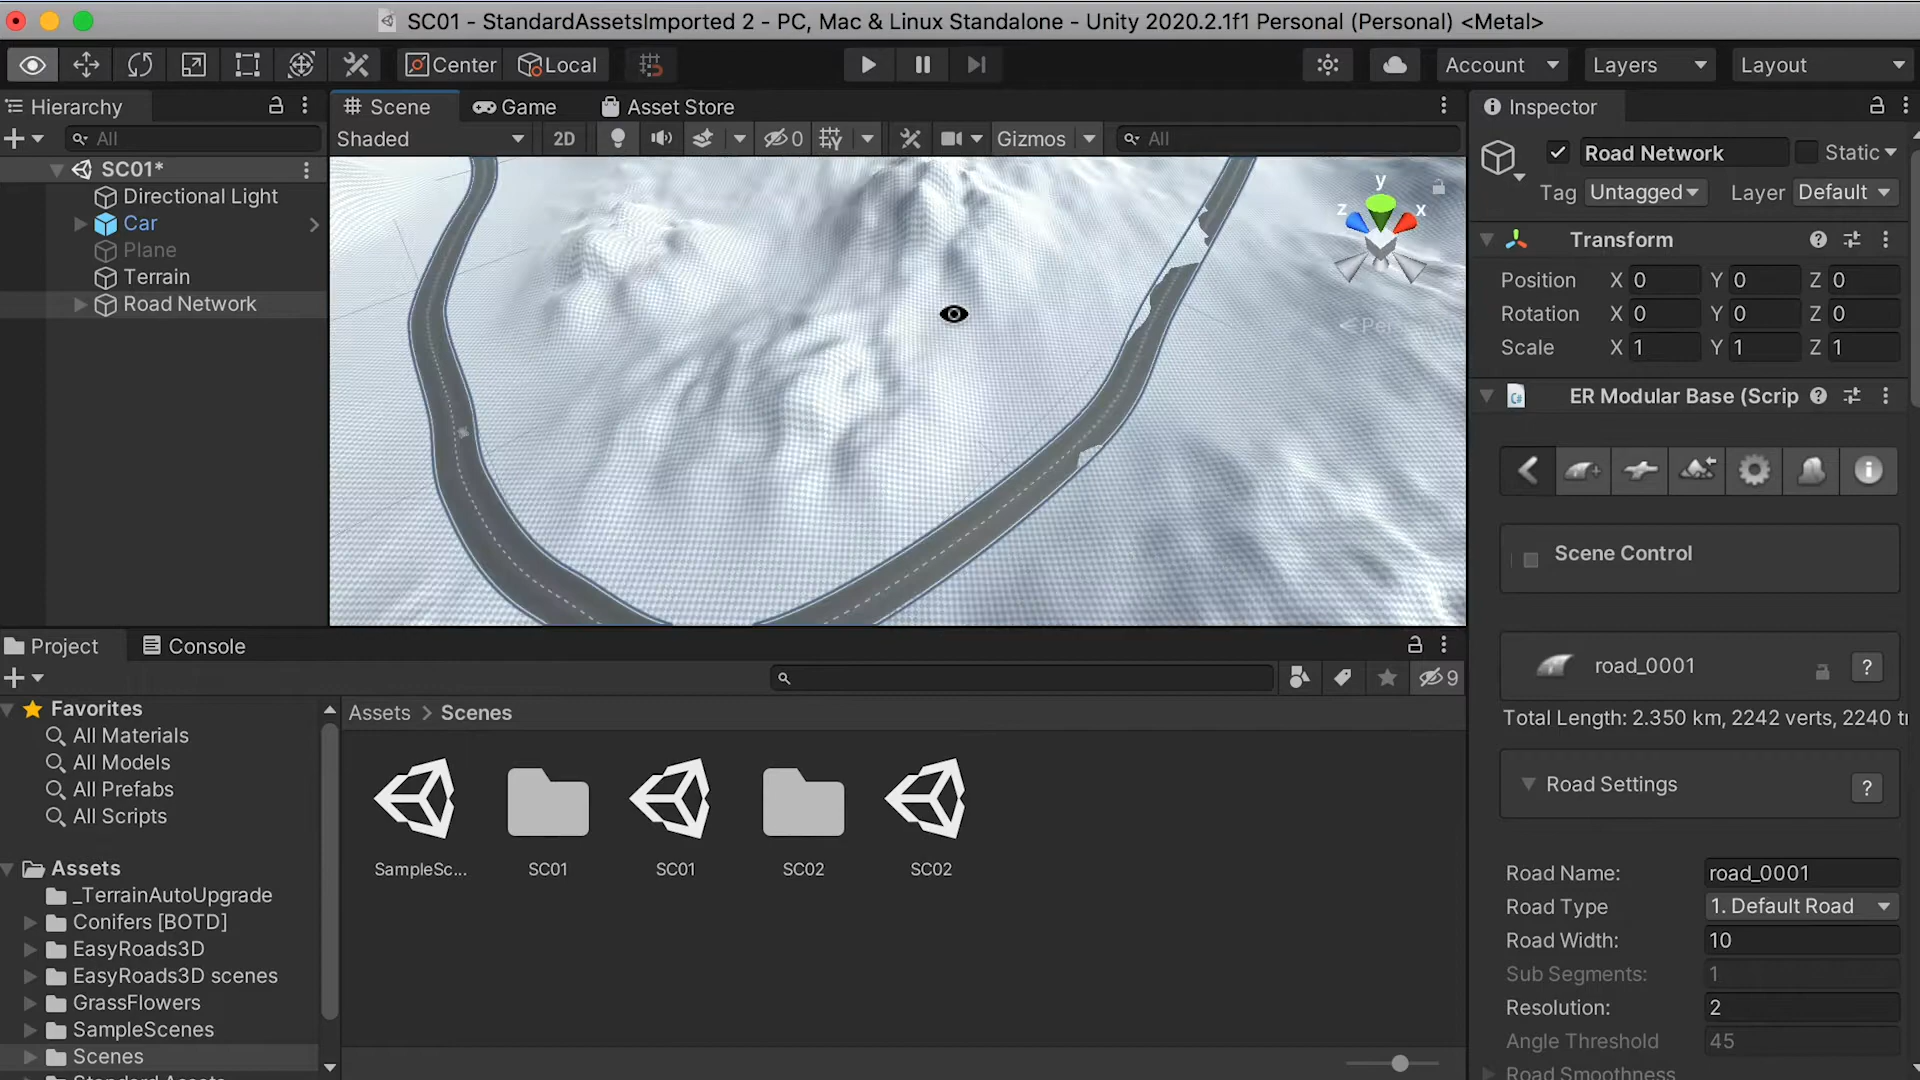 SC01 - StandardAssetsImported 2 - PC, Mac & Linux Standalone - Unity 2020.2.1f1 Personal (Personal) <Metal>
Center Local Account Layers Layout
Hierarchy
All
SC01*
Directional Light
Car
Plane
Terrain
Road Network
Scene Game Asset Store
Shaded 2D 0 Gizmos All
y
z x
Inspector
Road Network Static
Tag Untagged Layer Default
Transform
Position X 0 Y 0 Z 0
Rotation X 0 Y 0 Z 0
Scale X 1 Y 1 Z 1
ER Modular Base (Scrip
Scene Control
road_0001 ?
Total Length: 2.350 km, 2242 verts, 2240 tr
Road Settings ?
Road Name: road_0001
Road Type 1. Default Road
Road Width: 10
Sub Segments: 1
Resolution: 2
Angle Threshold 45
Road Smoothness
Project Console
9
Favorites
All Materials
All Models
All Prefabs
All Scripts
Assets
_TerrainAutoUpgrade
Conifers [BOTD]
EasyRoads3D
EasyRoads3D scenes
GrassFlowers
SampleScenes
Scenes
Standard Assets
Assets > Scenes
SampleSc... SC01 SC01 SC02 SC02